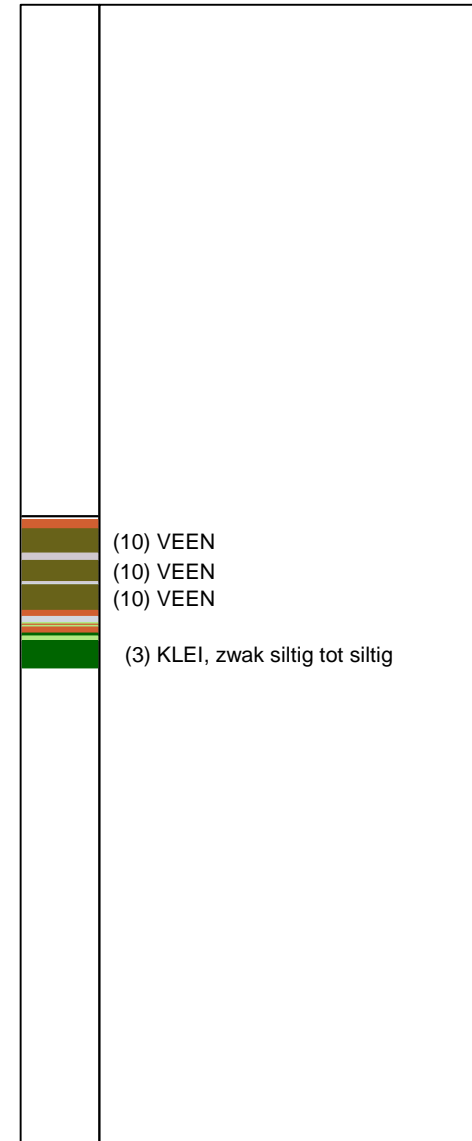 (10) VEEN
(10) VEEN
(10) VEEN
(3) KLEI, zwak siltig tot siltig